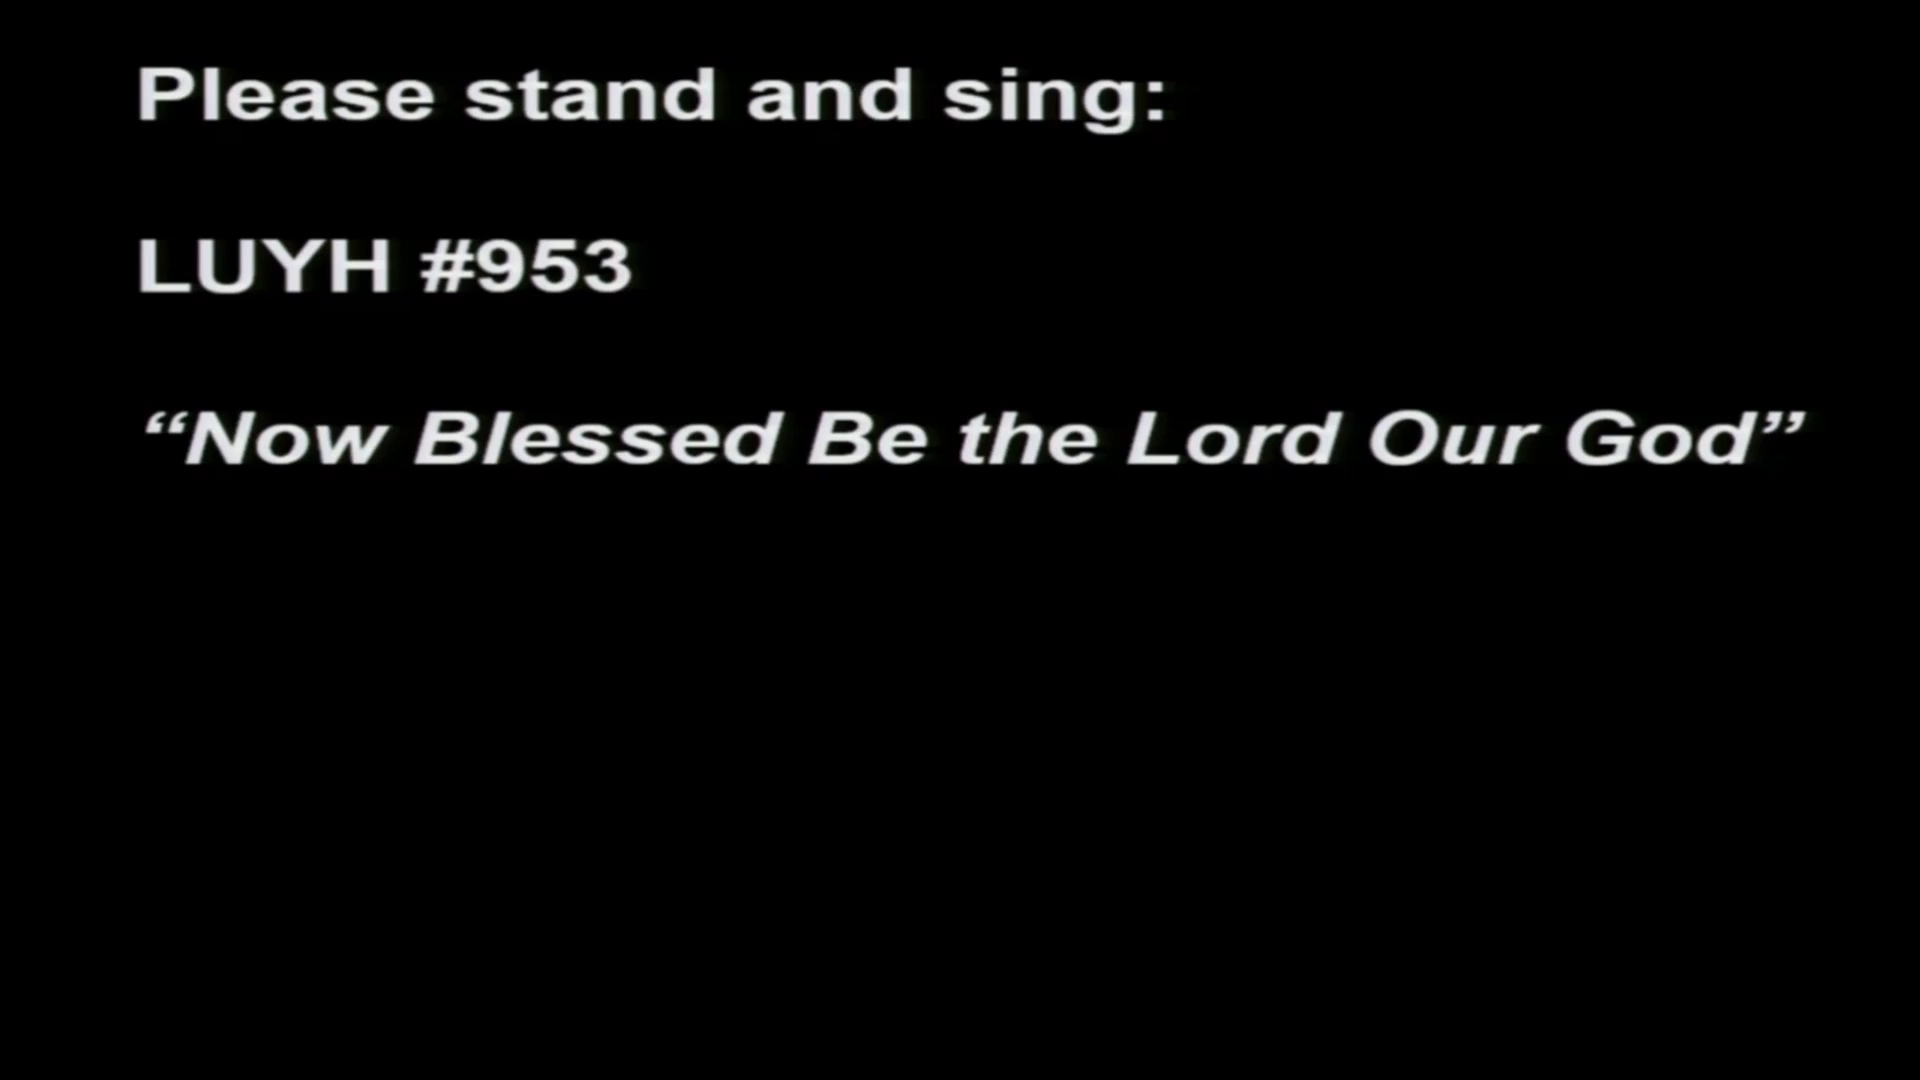 Please stand and sing:
LUYH #953
“Now Blessed Be the Lord Our God”